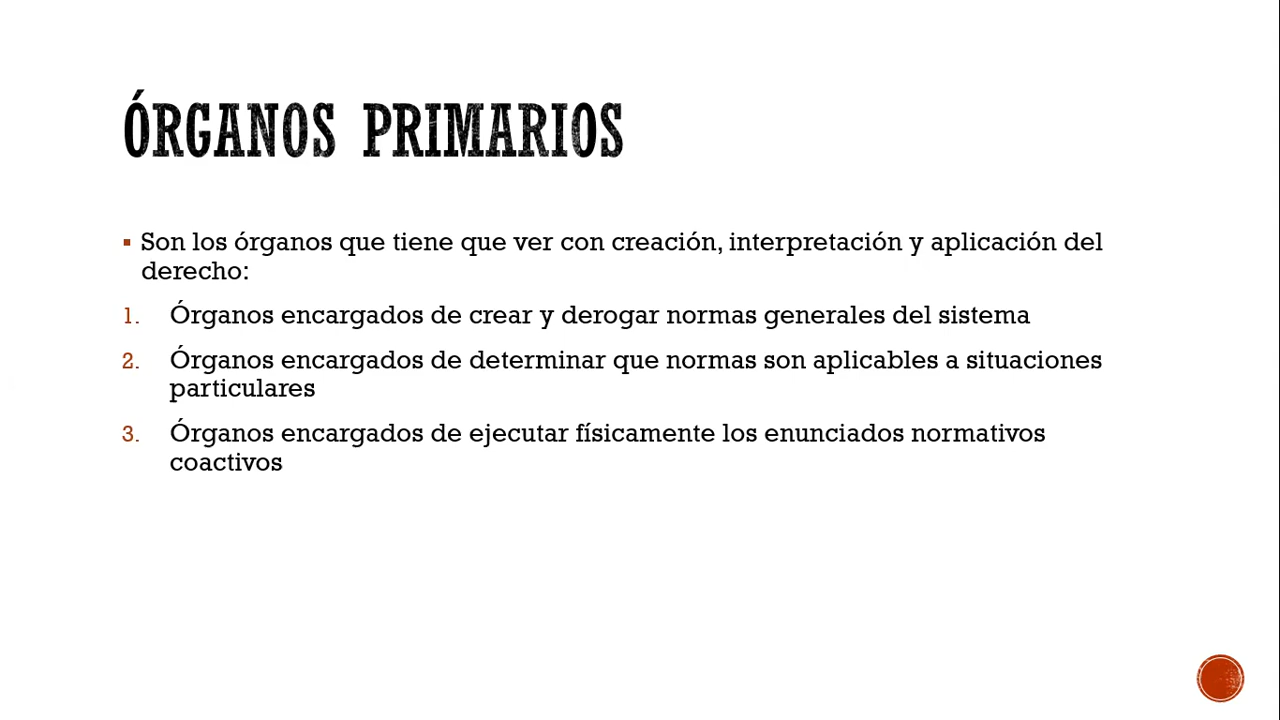 ÓRGANOS PRIMARIOS
▪ Son los órganos que tiene que ver con creación, interpretación y aplicación del
derecho:
1. Órganos encargados de crear y derogar normas generales del sistema
2. Órganos encargados de determinar que normas son aplicables a situaciones
particulares
3. Órganos encargados de ejecutar físicamente los enunciados normativos
coactivos